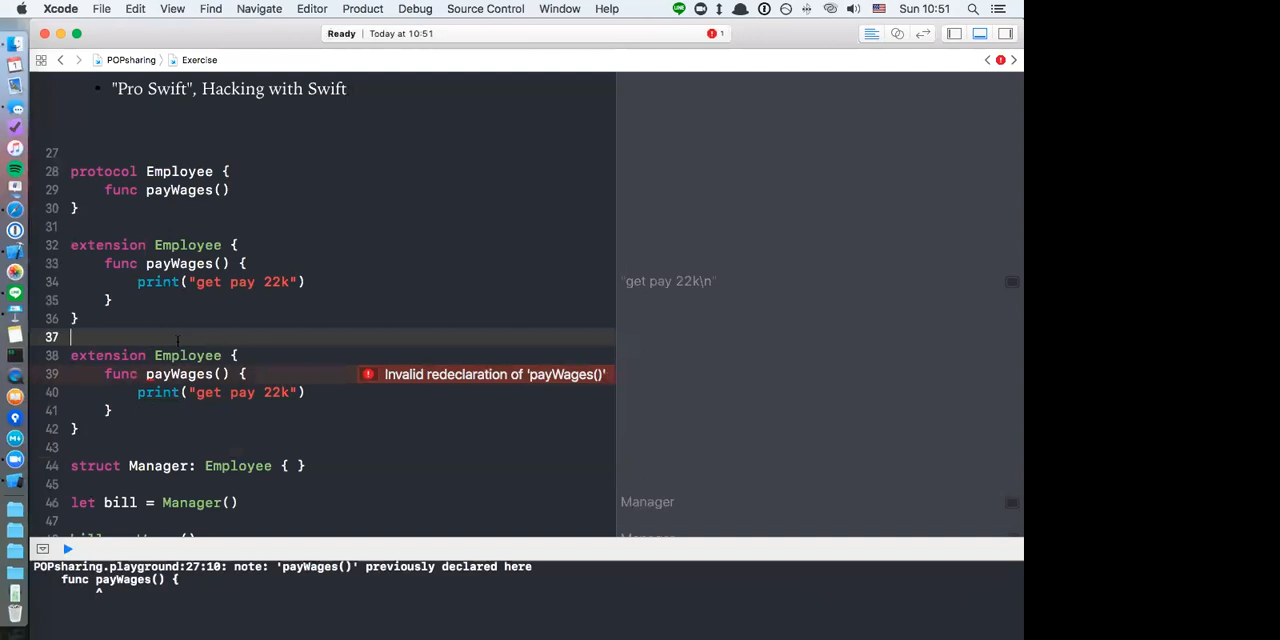 Xcode File Edit View Find Navigate Editor Product Debug Source Control Window Help Sun 10:51
Ready | Today at 10:51 1
POPsharing 〉 Exercise
• "Pro Swift", Hacking with Swift
27
28 protocol Employee {
29 func payWages()
30 }
31
32 extension Employee {
33 func payWages() {
34 print("get pay 22k") "get pay 22k\n"
35 }
36 }
37
38 extension Employee {
39 func payWages() { Invalid redeclaration of 'payWages()'
40 print("get pay 22k")
41 }
42 }
43
44 struct Manager: Employee { }
45
46 let bill = Manager() Manager
47
POPsharing.playground:27:10: note: 'payWages()' previously declared here
func payWages() {
^